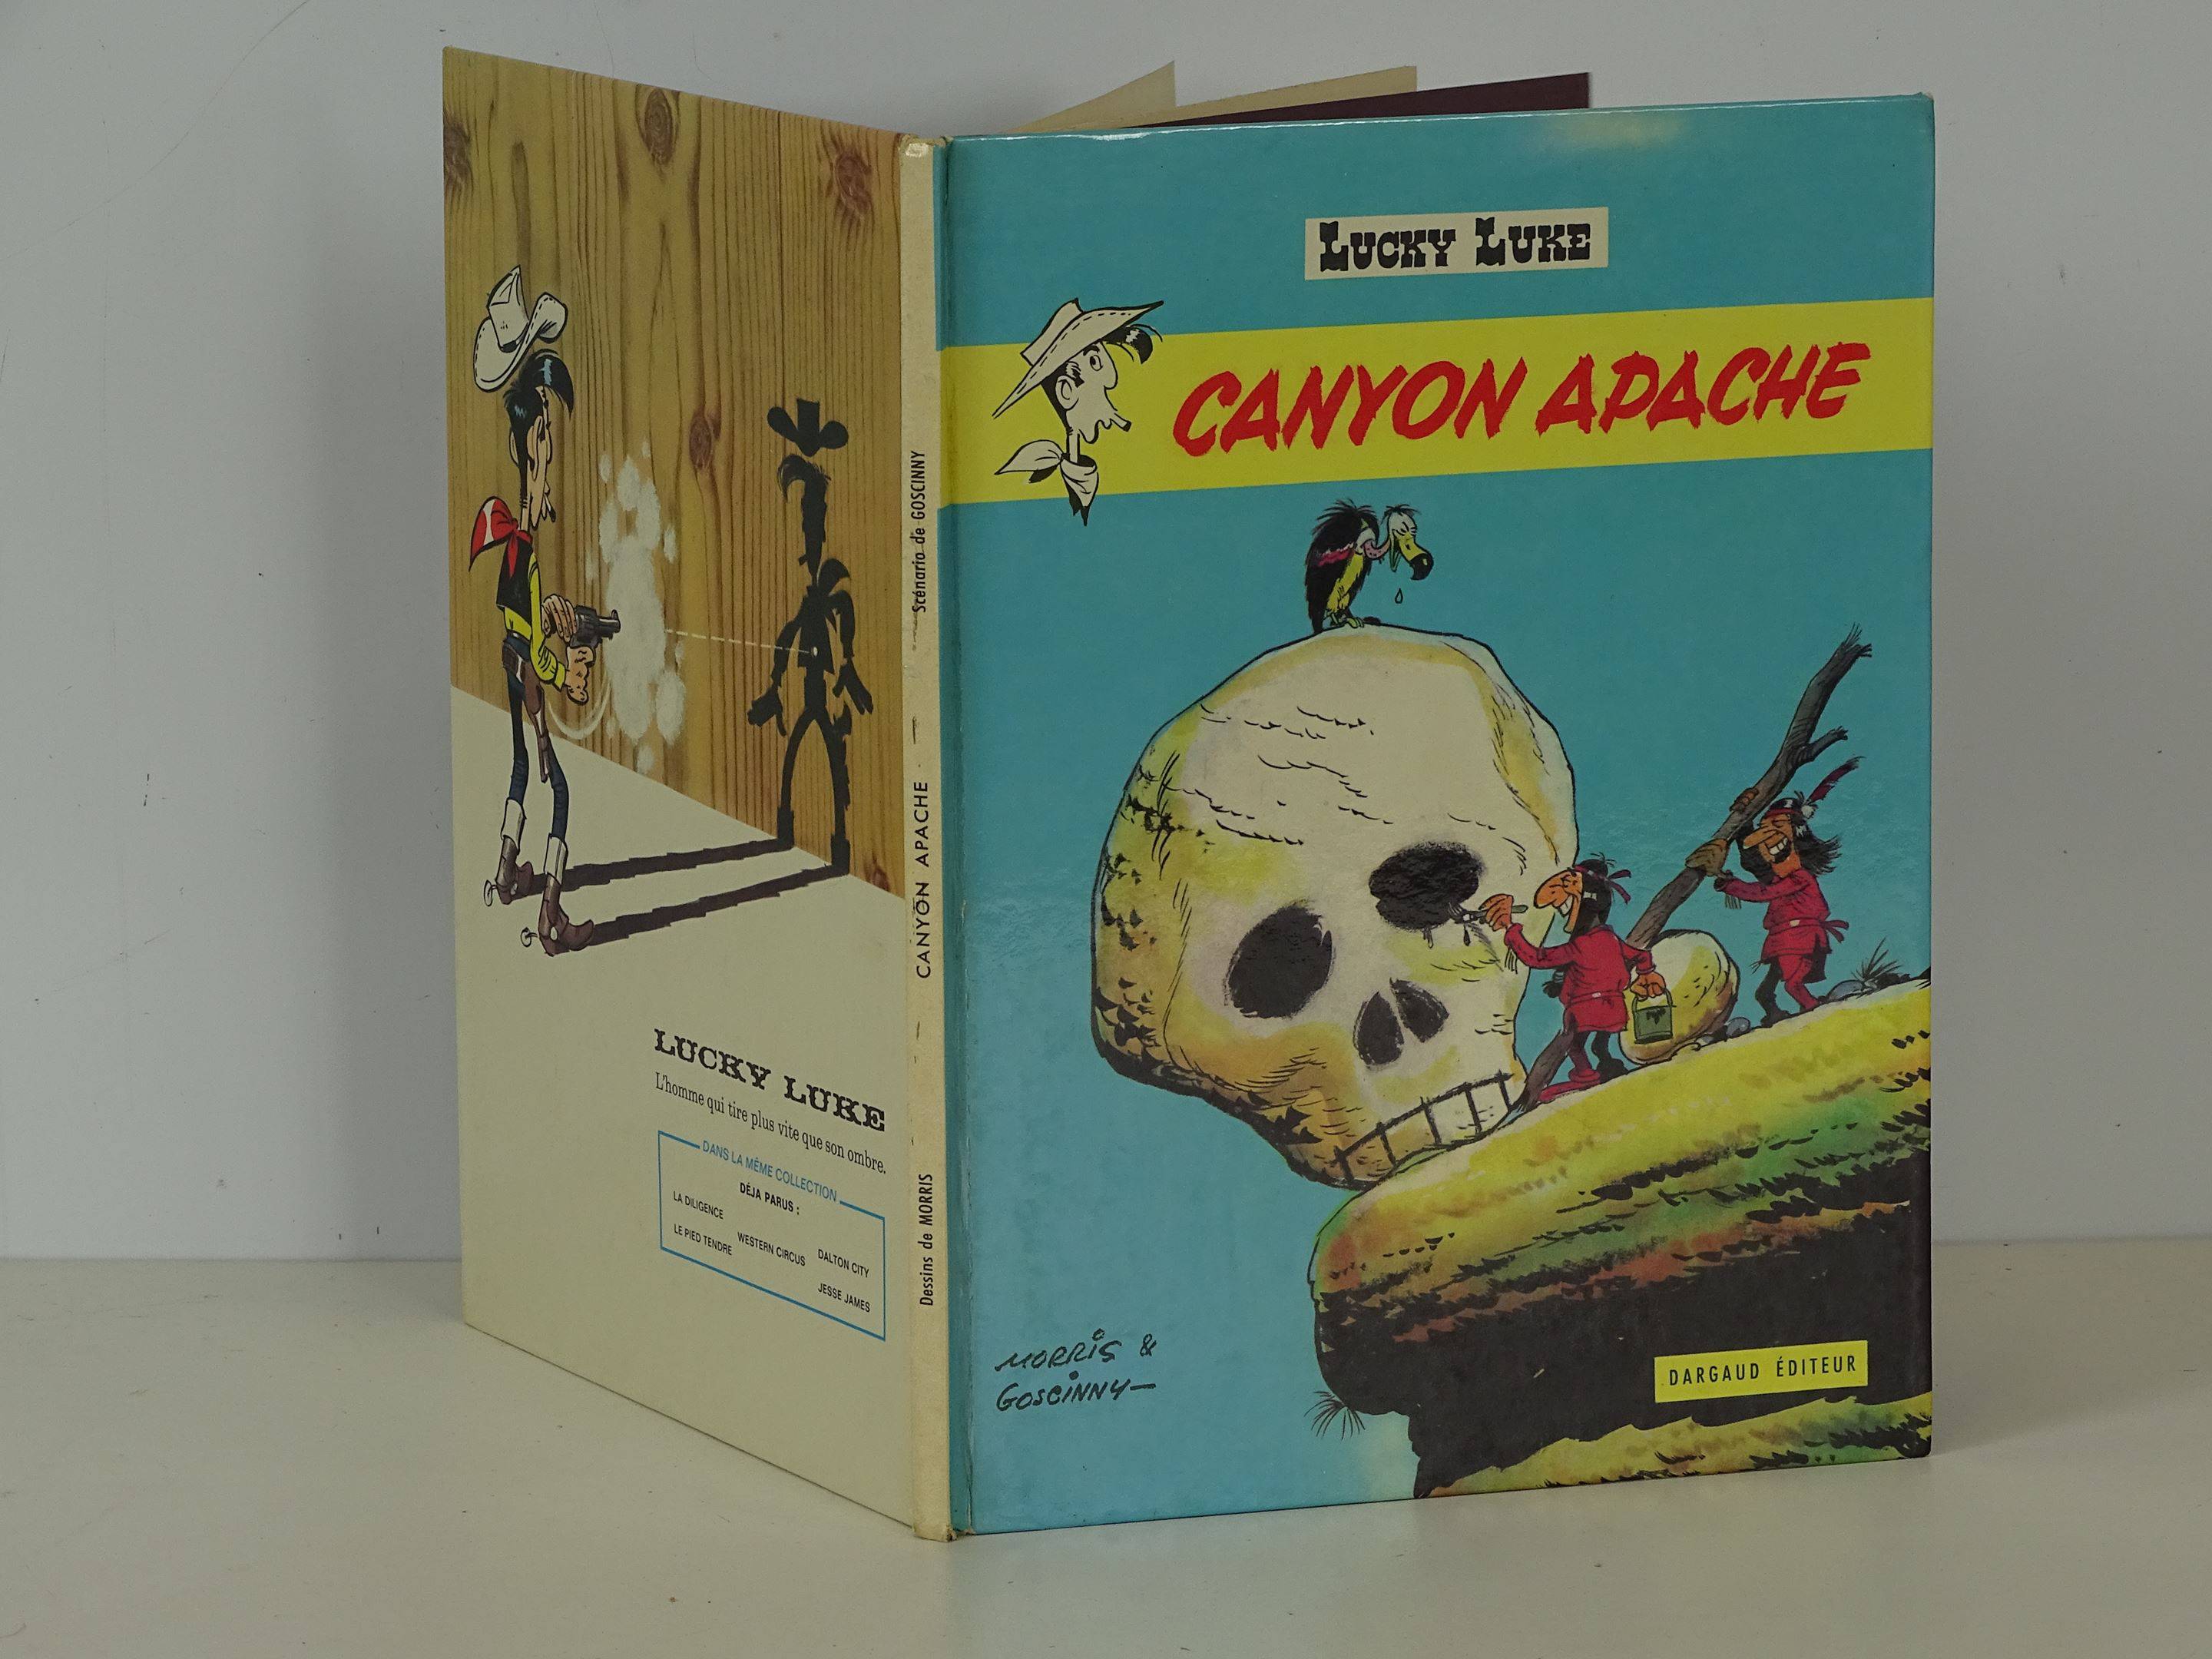 LUCKY LUKE
L'homme qui tire plus vite que son ombre.
DANS LA MÊME COLLECTION
DÉJA PARUS :
LA DILIGENCE
LE PIED TENDRE
WESTERN CIRCUS
DALTON CITY
JESSE JAMES
Dessins de MORRIS — CANYON APACHE — Scénario de GOSCINNY
LUCKY LUKE
CANYON APACHE
MORRIS &
GOSCINNY—
DARGAUD ÉDITEUR